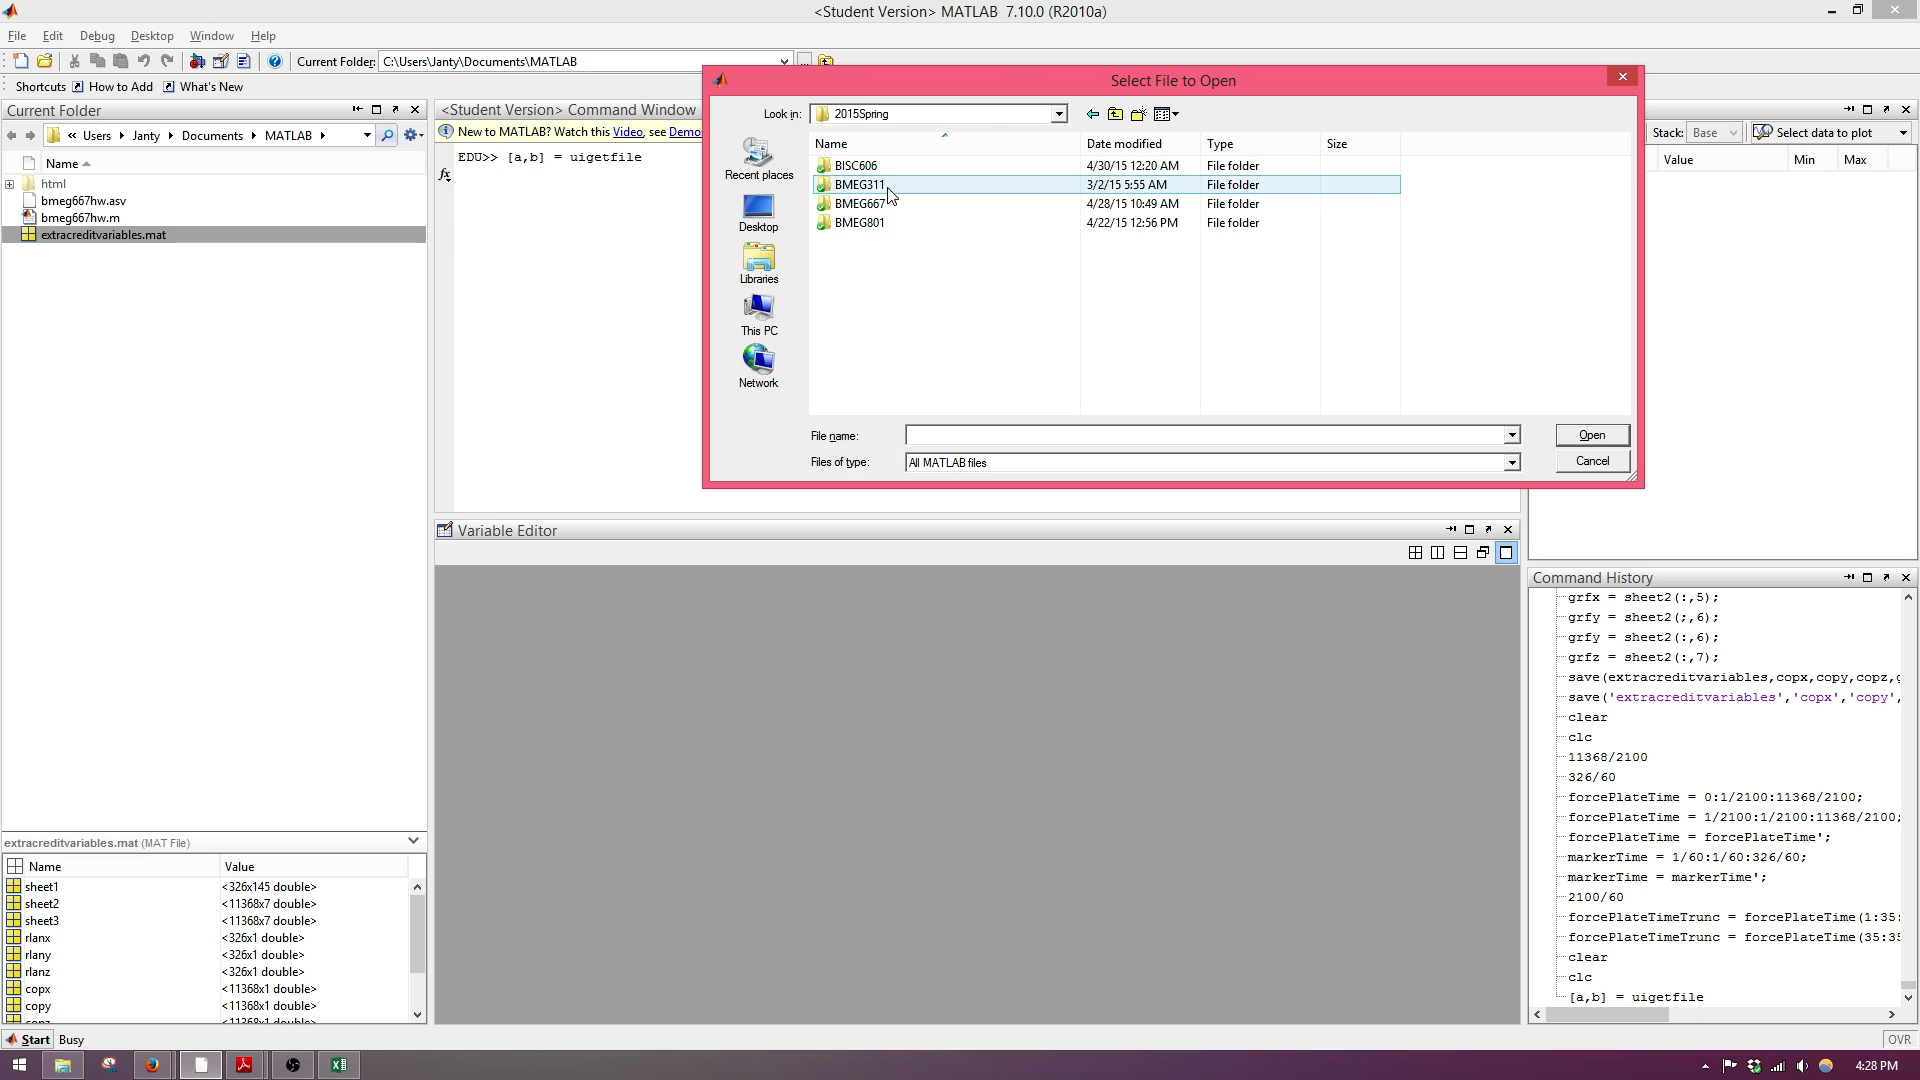 <Student Version> MATLAB 7.10.0 (R2010a)
File Edit Debug Desktop Window Help
Current Folder: C:\Users\Janty\Documents\MATLAB
Shortcuts How to Add What's New
Current Folder
« Users Janty Documents MATLAB
Name
html
bmeg667hw.asv
bmeg667hw.m
extracreditvariables.mat
extracreditvariables.mat (MAT File)
Name Value
sheet1 <326x145 double>
sheet2 <11368x7 double>
sheet3 <11368x7 double>
rlanx <326x1 double>
rlany <326x1 double>
rlanz <326x1 double>
copx <11368x1 double>
copy <11368x1 double>
copz <11368x1 double>
<Student Version> Command Window
New to MATLAB? Watch this Video, see Demo
EDU>> [a,b] = uigetfile
fx
Select File to Open
Look in: 2015Spring
Recent places
Desktop
Libraries
This PC
Network
Name Date modified Type Size
BISC606 4/30/15 12:20 AM File folder
BMEG311 3/2/15 5:55 AM File folder
BMEG667 4/28/15 10:49 AM File folder
BMEG801 4/22/15 12:56 PM File folder
File name: Open
Files of type: All MATLAB files Cancel
Stack: Base Select data to plot
Value Min Max
Variable Editor
Command History
grfx = sheet2(:,5);
grfy = sheet2(;,6);
grfy = sheet2(:,6);
grfz = sheet2(:,7);
save(extracreditvariables,copx,copy,copz,g
save('extracreditvariables','copx','copy',
clear
clc
11368/2100
326/60
forcePlateTime = 0:1/2100:11368/2100;
forcePlateTime = 1/2100:1/2100:11368/2100;
forcePlateTime = forcePlateTime';
markerTime = 1/60:1/60:326/60;
markerTime = markerTime';
2100/60
forcePlateTimeTrunc = forcePlateTime(1:35:
forcePlateTimeTrunc = forcePlateTime(35:35
clear
clc
[a,b] = uigetfile
Start Busy
OVR
4:28 PM